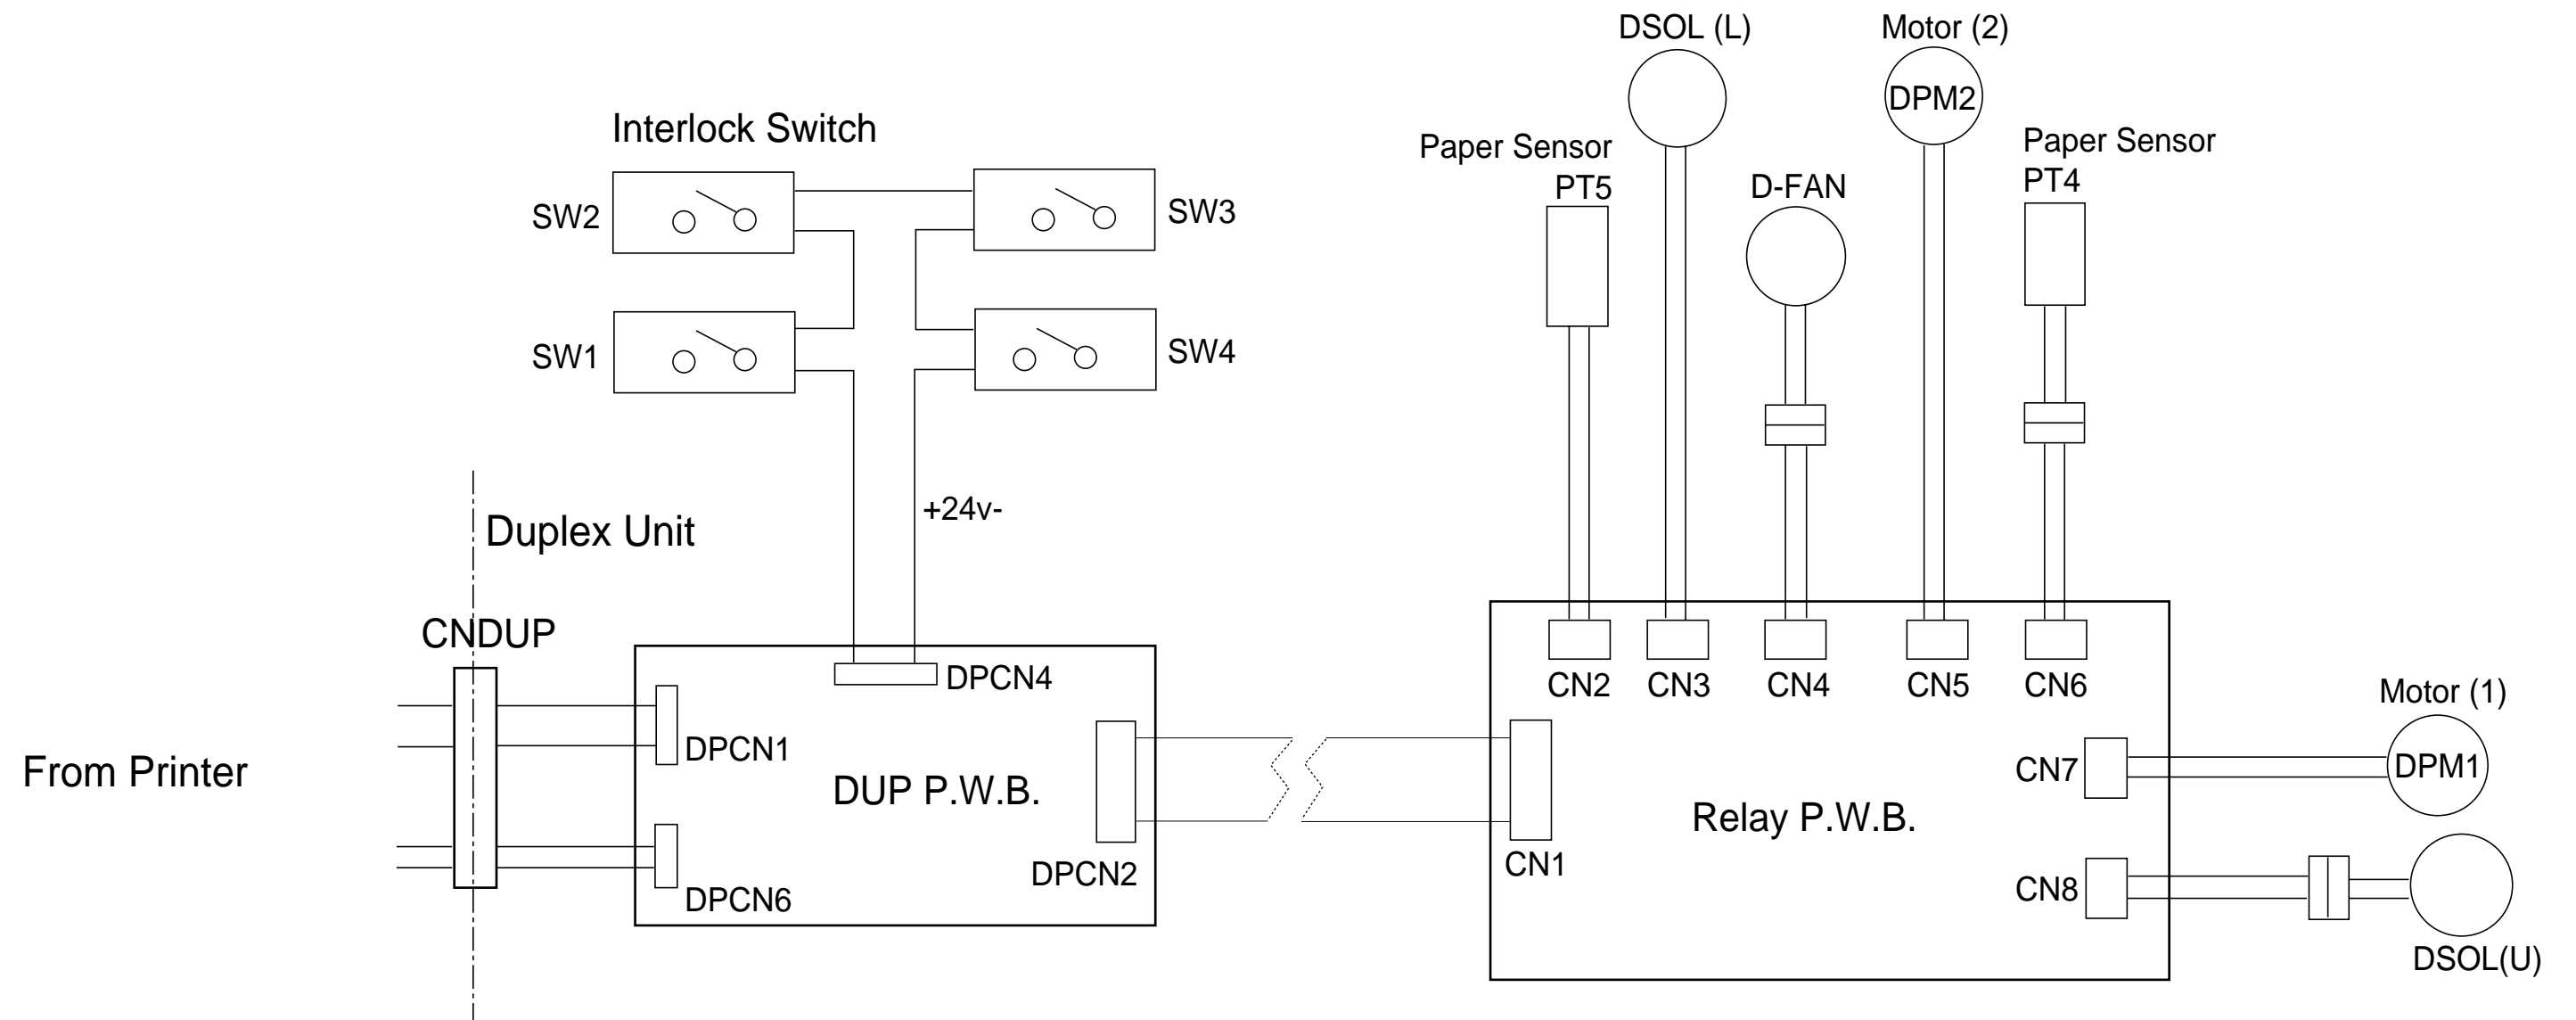 DSOL (L)
Motor (2)
DPM2
Interlock Switch
Paper Sensor
PT5
D-FAN
Paper Sensor
PT4
SW2
SW3
SW1
SW4
+24v-
Duplex Unit
CNDUP
DPCN4
CN2
CN3
CN4
CN5
CN6
Motor (1)
DPCN1
From Printer
DUP P.W.B.
CN7
DPM1
Relay P.W.B.
DPCN2
CN1
CN8
DPCN6
DSOL(U)